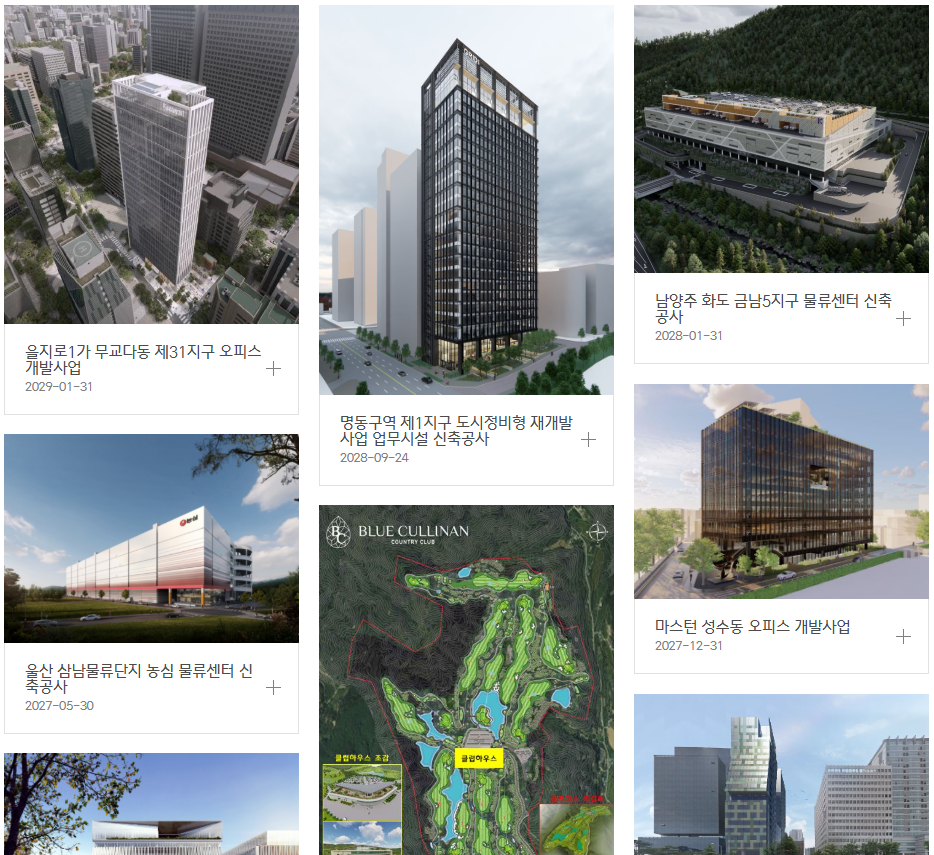 을지로1가 무교다동 제31지구 오피스
개발사업
2029-01-31
명동구역 제1지구 도시정비형 재개발
사업 업무시설 신축공사
2028-09-24
남양주 화도 금남5지구 물류센터 신축
공사
2028-01-31
농심
울산 삼남물류단지 농심 물류센터 신
축공사
2027-05-30
BC
BLUE CULLINAN
COUNTRY CLUB
클럽하우스 조감
클럽하우스
마스턴 성수동 오피스 개발사업
2027-12-31